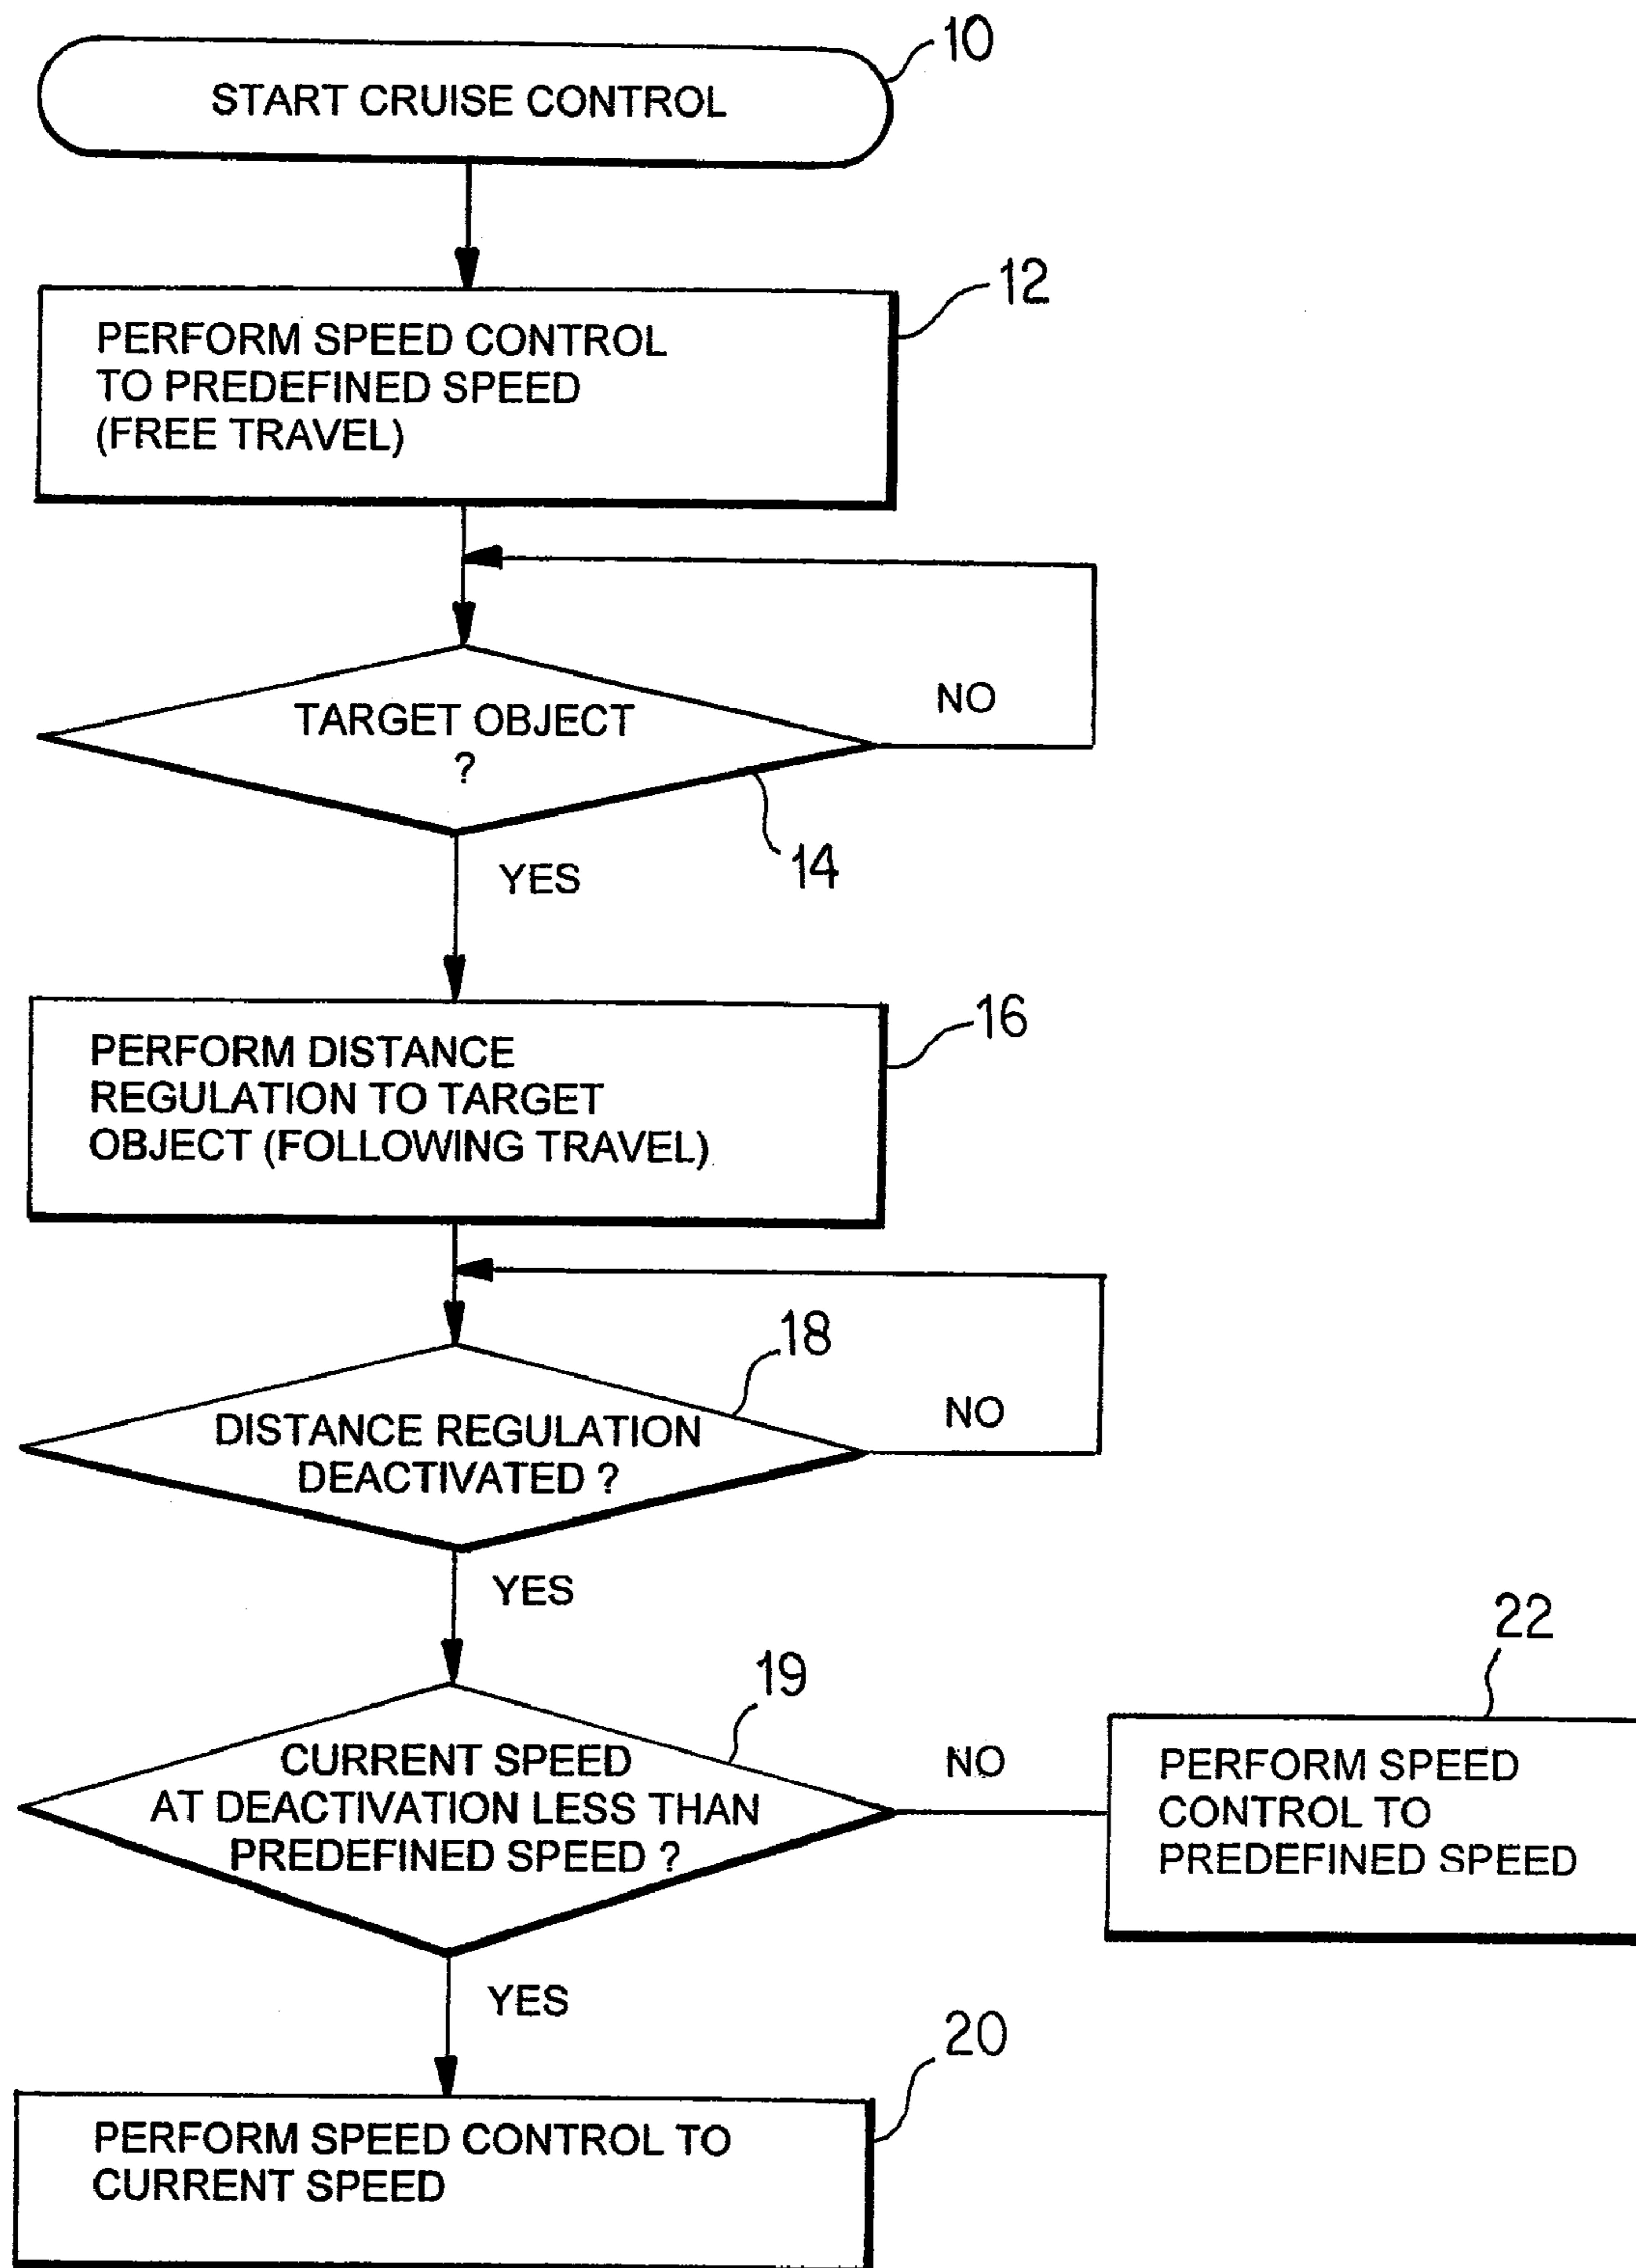 10
START CRUISE CONTROL
12
PERFORM SPEED CONTROL
TO PREDEFINED SPEED
(FREE TRAVEL)
TARGET OBJECT
?
NO
14
YES
16
PERFORM DISTANCE
REGULATION TO TARGET
OBJECT (FOLLOWING TRAVEL)
18
DISTANCE REGULATION
DEACTIVATED ?
NO
YES
19
CURRENT SPEED
AT DEACTIVATION LESS THAN
PREDEFINED SPEED ?
NO
22
PERFORM SPEED
CONTROL TO
PREDEFINED SPEED
YES
20
PERFORM SPEED CONTROL TO
CURRENT SPEED